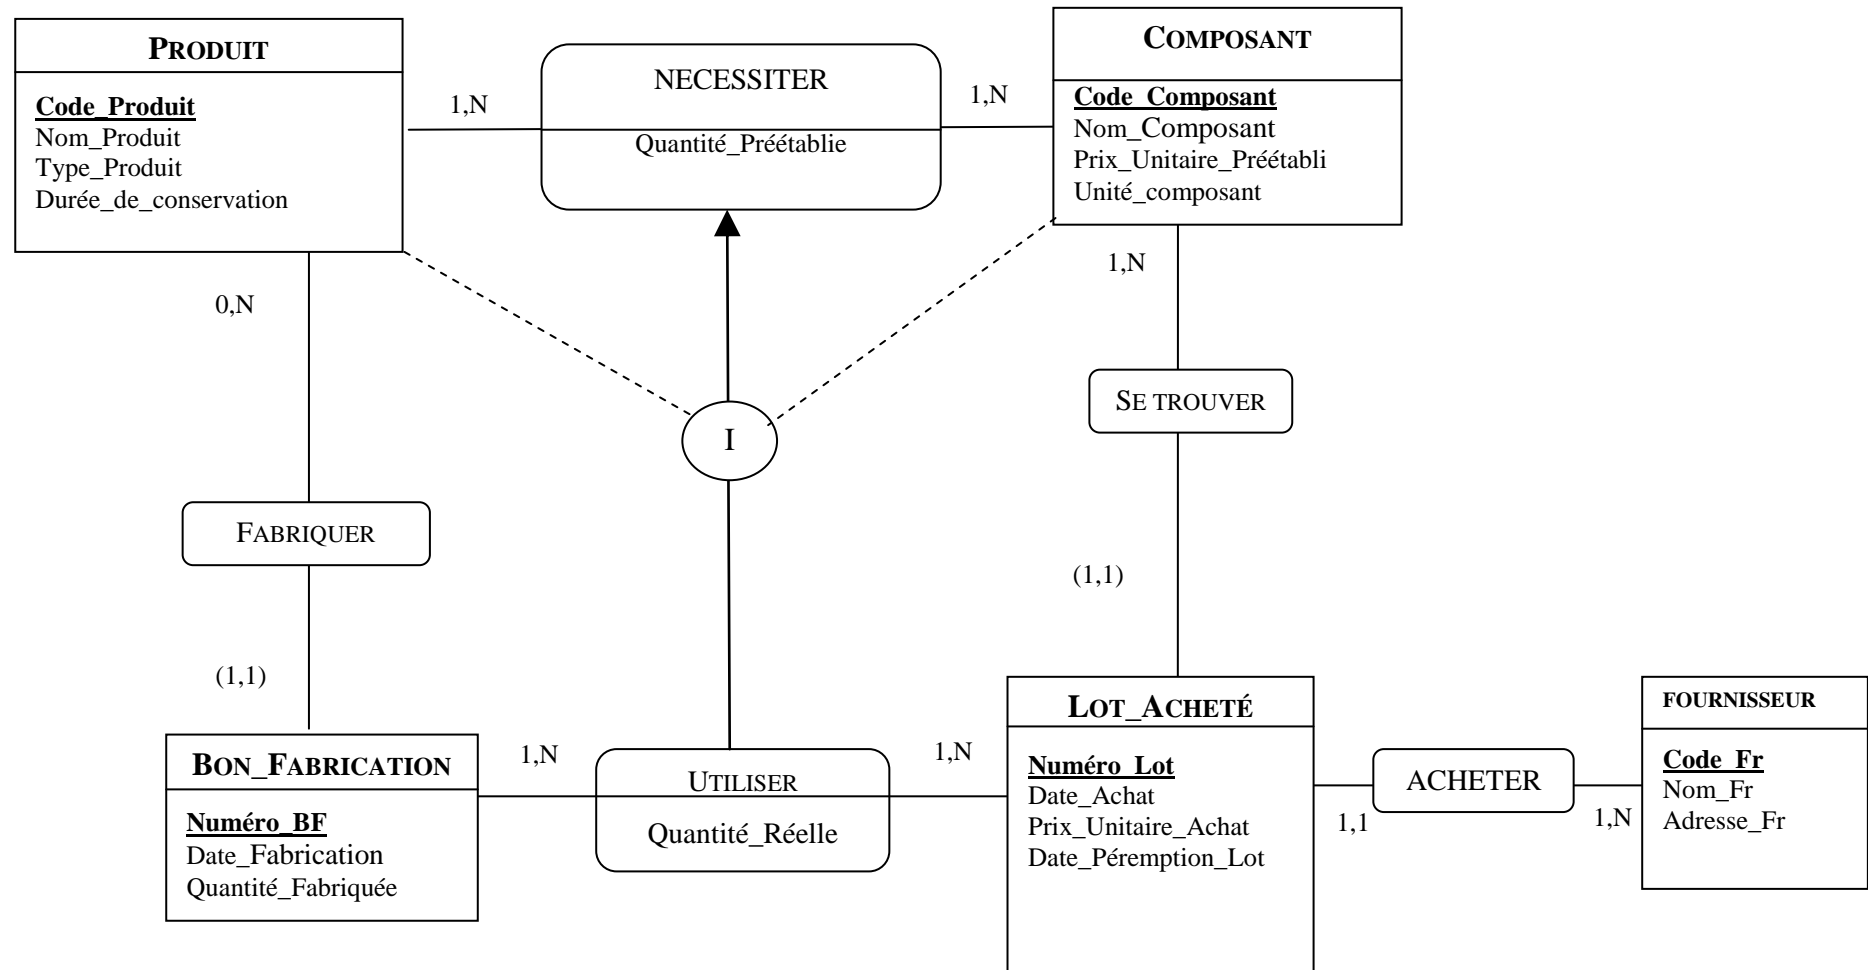 PRODUIT
Code_Produit
Nom_Produit
Type_Produit
Durée_de_conservation
1,N
NECESSITER
Quantité_Préétablie
1,N
COMPOSANT
Code_Composant
Nom_Composant
Prix_Unitaire_Préétabli
Unité_composant
0,N
1,N
I
SE TROUVER
FABRIQUER
(1,1)
(1,1)
BON_FABRICATION
Numéro_BF
Date_Fabrication
Quantité_Fabriquée
1,N
UTILISER
Quantité_Réelle
1,N
LOT_ACHETÉ
Numéro_Lot
Date_Achat
Prix_Unitaire_Achat
Date_Péremption_Lot
1,1
ACHETER
1,N
FOURNISSEUR
Code_Fr
Nom_Fr
Adresse_Fr